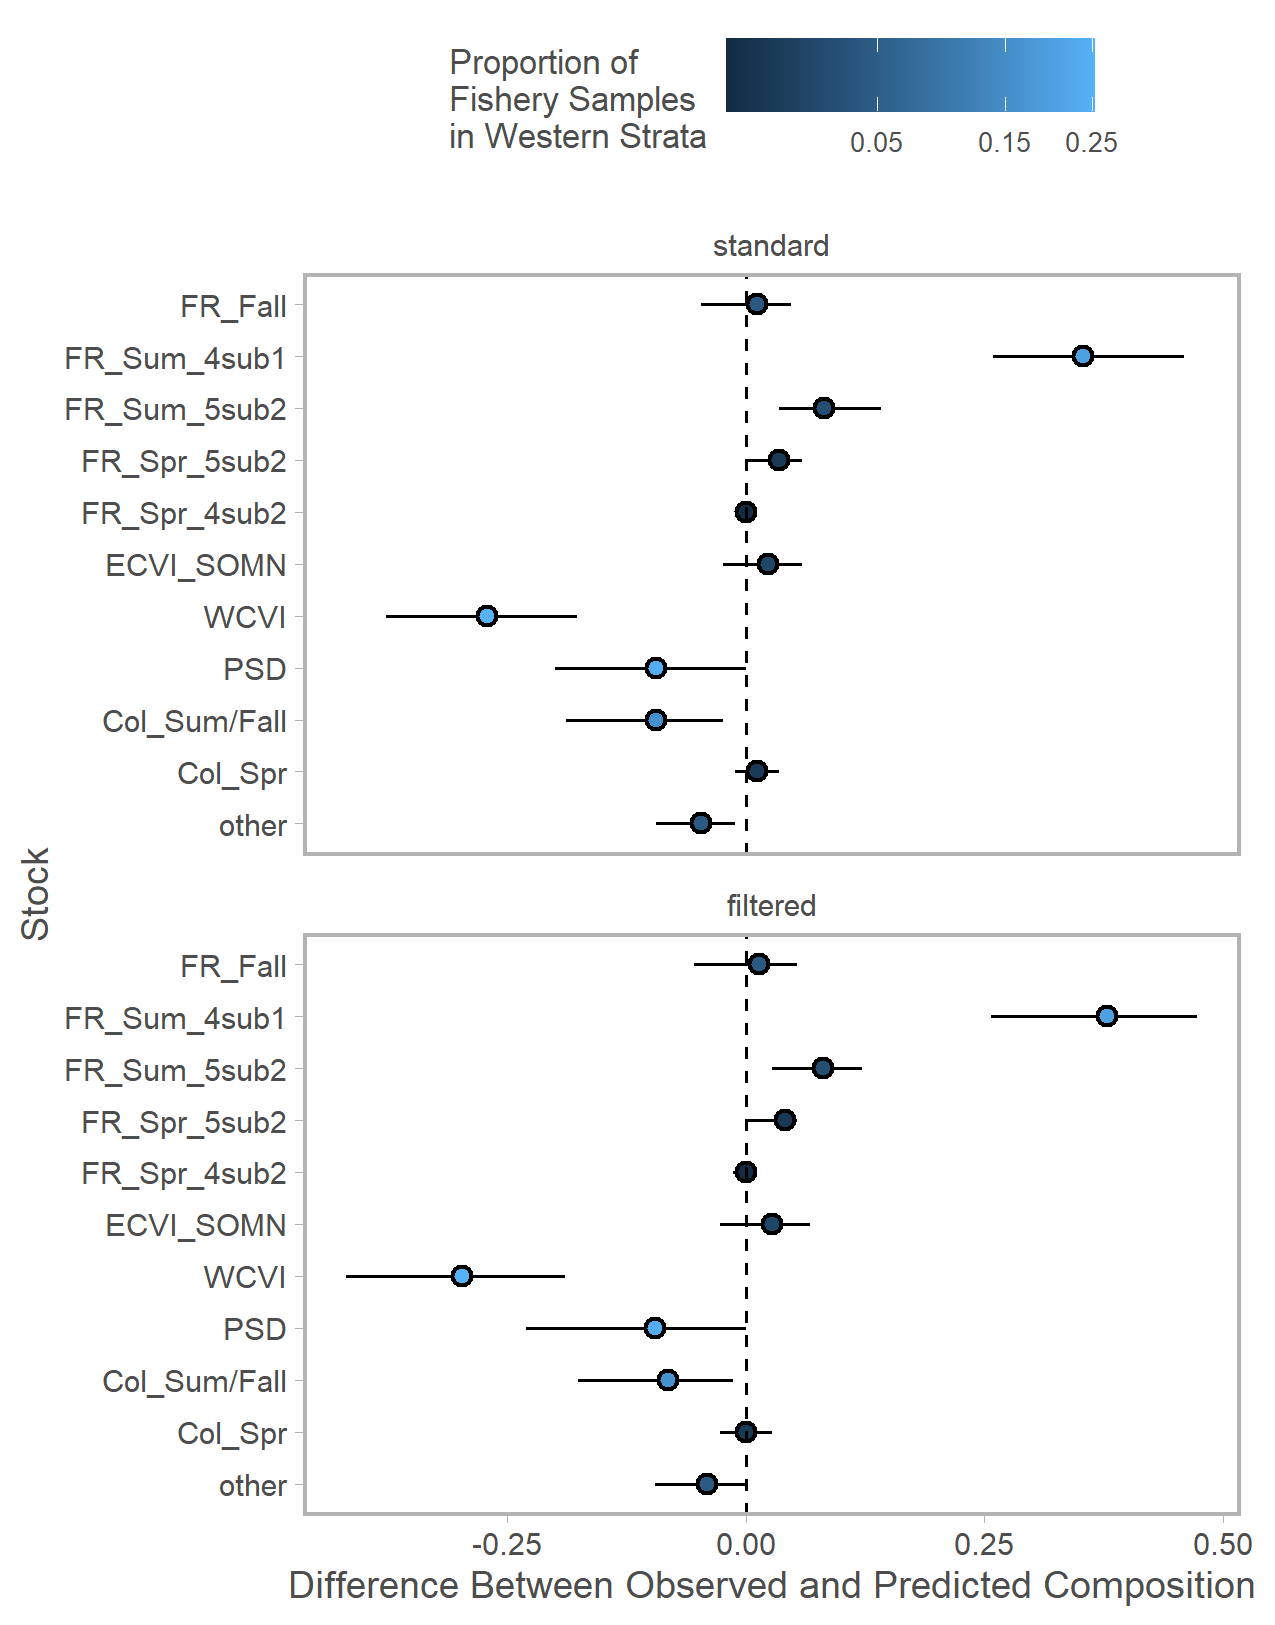 Proportion of
Fishery Samples
in Western Strata
0.05 0.15 0.25
standard
FR_Fall
FR_Sum_4sub1
FR_Sum_5sub2
FR_Spr_5sub2
FR_Spr_4sub2
ECVI_SOMN
WCVI
PSD
Col_Sum/Fall
Col_Spr
other
Stock
filtered
FR_Fall
FR_Sum_4sub1
FR_Sum_5sub2
FR_Spr_5sub2
FR_Spr_4sub2
ECVI_SOMN
WCVI
PSD
Col_Sum/Fall
Col_Spr
other
-0.25 0.00 0.25 0.50
Difference Between Observed and Predicted Composition